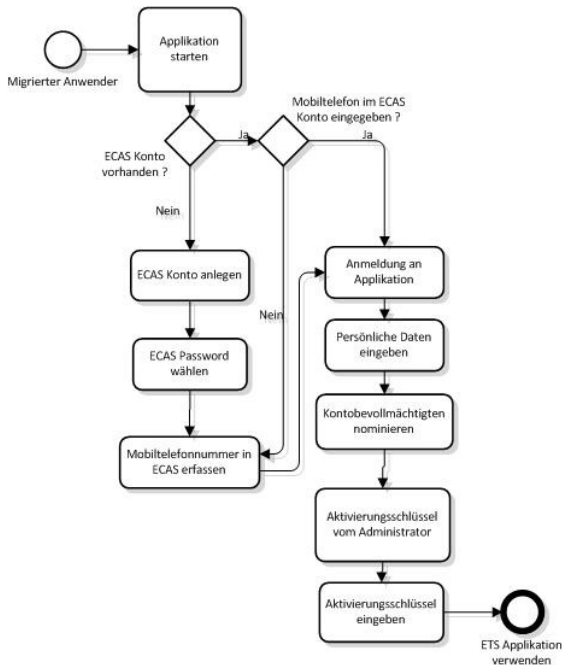 Applikation
starten
Migrierter Anwender
Mobiltelefon im ECAS
Konto eingegeben ?
Ja
Ja
ECAS Konto
vorhanden ?
Nein
ECAS Konto anlegen
Anmeldung an
Applikation
Nein
Persönliche Daten
eingeben
ECAS Password
wählen
Kontobevollmächtigten
nominieren
Mobiltelefonnummer in
ECAS erfassen
Aktivierungsschlüssel
vom Administrator
Aktivierungsschlüssel
eingeben
ETS Applikation
verwenden